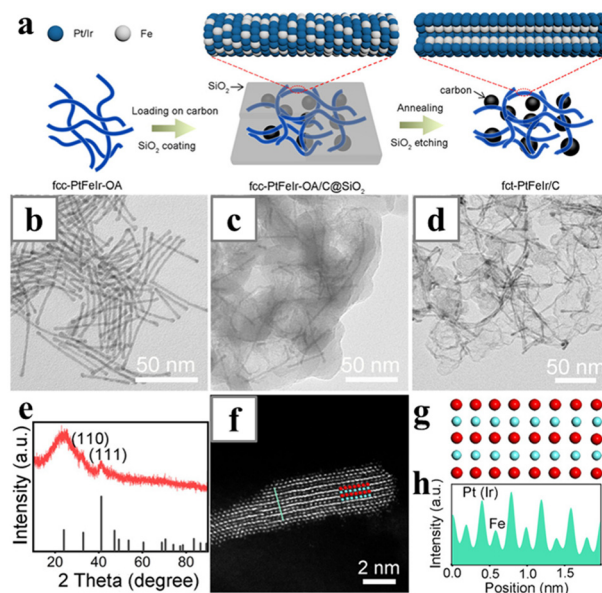 a
Pt/Ir
Fe
SiO2
Loading on carbon
SiO2 coating
Annealing
SiO2 etching
carbon
fcc-PtFeIr-OA
fcc-PtFeIr-OA/C@SiO2
fct-PtFeIr/C
b
50 nm
c
50 nm
d
50 nm
e
(110)
(111)
Intensity (a.u.)
24 40 60 80
2 Theta (degree)
f
2 nm
g
h
Pt (Ir)
Fe
Intensity (a.u.)
0.0 0.5 1.0 1.5
Position (nm)